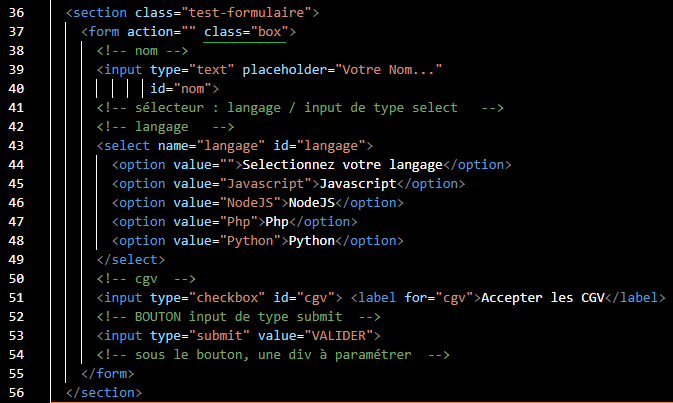 36 <section class="test-formulaire">
37 <form action="" class="box">
38 <!-- nom -->
39 <input type="text" placeholder="Votre Nom..."
40 id="nom">
41 <!-- sélecteur : langage / input de type select -->
42 <!-- langage -->
43 <select name="langage" id="langage">
44 <option value="">Selectionnez votre langage</option>
45 <option value="Javascript">Javascript</option>
46 <option value="NodeJS">NodeJS</option>
47 <option value="Php">Php</option>
48 <option value="Python">Python</option>
49 </select>
50 <!-- cgv -->
51 <input type="checkbox" id="cgv"> <label for="cgv">Accepter les CGV</label>
52 <!-- BOUTON input de type submit -->
53 <input type="submit" value="VALIDER">
54 <!-- sous le bouton, une div à paramétrer -->
55 </form>
56 </section>